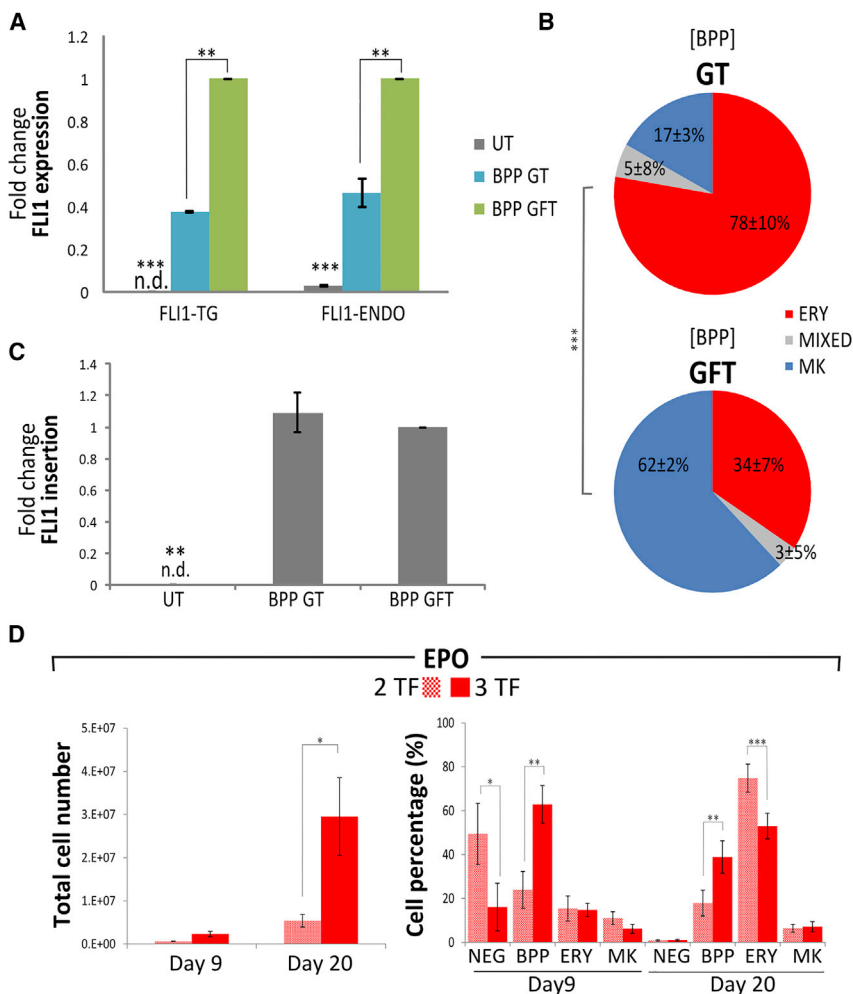 A
Fold change
FLI1 expression
1.2
1
0.8
0.6
0.4
0.2
0
**
**
***
n.d.
***
FLI1-TG
FLI1-ENDO
UT
BPP GT
BPP GFT
B
[BPP]
GT
17±3%
5±8%
78±10%
***
ERY
MIXED
MK
[BPP]
GFT
62±2%
34±7%
3±5%
C
Fold change
FLI1 insertion
1.4
1.2
1
0.8
0.6
0.4
0.2
0
**
n.d.
UT
BPP GT
BPP GFT
D
EPO
2 TF
3 TF
Total cell number
5.E+07
4.E+07
3.E+07
2.E+07
1.E+07
0.E+00
*
Day 9
Day 20
Cell percentage (%)
100
80
60
40
20
0
*
**
**
***
NEG BPP ERY MK NEG BPP ERY MK
Day9
Day 20